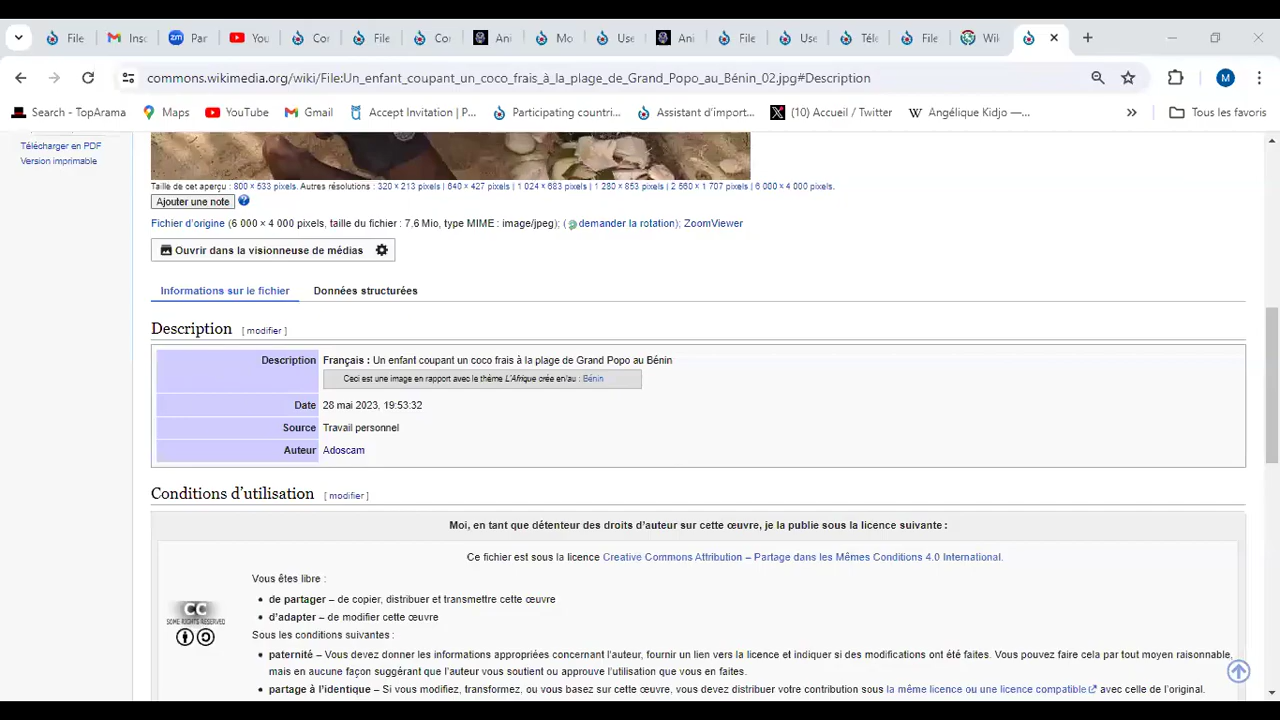 File
Insc
Par
You
Cor
File
Cor
Ani
Mo
Use
Ani
File
Use
Télé
File
Wik
commons.wikimedia.org/wiki/File:Un_enfant_coupant_un_coco_frais_à_la_plage_de_Grand_Popo_au_Bénin_02.jpg#Description
M
Search - TopArama
Maps
YouTube
Gmail
Accept Invitation | P...
Participating countri...
Assistant d'import...
(10) Accueil / Twitter
Angélique Kidjo —...
»
Tous les favoris
Télécharger en PDF
Version imprimable
Taille de cet aperçu : 800 × 533 pixels. Autres résolutions : 320 × 213 pixels | 640 × 427 pixels | 1 024 × 683 pixels | 1 280 × 853 pixels | 2 560 × 1 707 pixels | 6 000 × 4 000 pixels.
Ajouter une note
Fichier d'origine (6 000 × 4 000 pixels, taille du fichier : 7,6 Mio, type MIME : image/jpeg); ( demander la rotation); ZoomViewer
Ouvrir dans la visionneuse de médias
Informations sur le fichier
Données structurées
Description [ modifier ]
Description Français : Un enfant coupant un coco frais à la plage de Grand Popo au Bénin
Ceci est une image en rapport avec le thème L'Afrique crée en/au : Bénin
Date 28 mai 2023, 19:53:32
Source Travail personnel
Auteur Adoscam
Conditions d'utilisation [ modifier ]
Moi, en tant que détenteur des droits d'auteur sur cette œuvre, je la publie sous la licence suivante :
Ce fichier est sous la licence Creative Commons Attribution – Partage dans les Mêmes Conditions 4.0 International.
Vous êtes libre :
• de partager – de copier, distribuer et transmettre cette œuvre
• d'adapter – de modifier cette œuvre
CC
SOME RIGHTS RESERVED
Sous les conditions suivantes :
• paternité – Vous devez donner les informations appropriées concernant l'auteur, fournir un lien vers la licence et indiquer si des modifications ont été faites. Vous pouvez faire cela par tout moyen raisonnable,
mais en aucune façon suggérant que l'auteur vous soutient ou approuve l'utilisation que vous en faites.
• partage à l'identique – Si vous modifiez, transformez, ou vous basez sur cette œuvre, vous devez distribuer votre contribution sous la même licence ou une licence compatible avec celle de l'original.